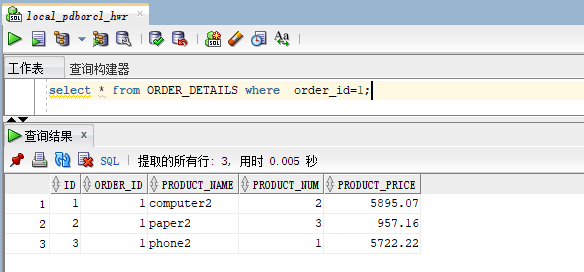 local_pdborcl_hwr
SQL
Aa
工作表 查询构建器
select * from ORDER_DETAILS where order_id=1;
查询结果 x
SQL | 提取的所有行: 3, 用时 0.005 秒
ID ORDER_ID PRODUCT_NAME PRODUCT_NUM PRODUCT_PRICE
1 1 1 computer2 2 5895.07
2 2 1 paper2 3 957.16
3 3 1 phone2 1 5722.22